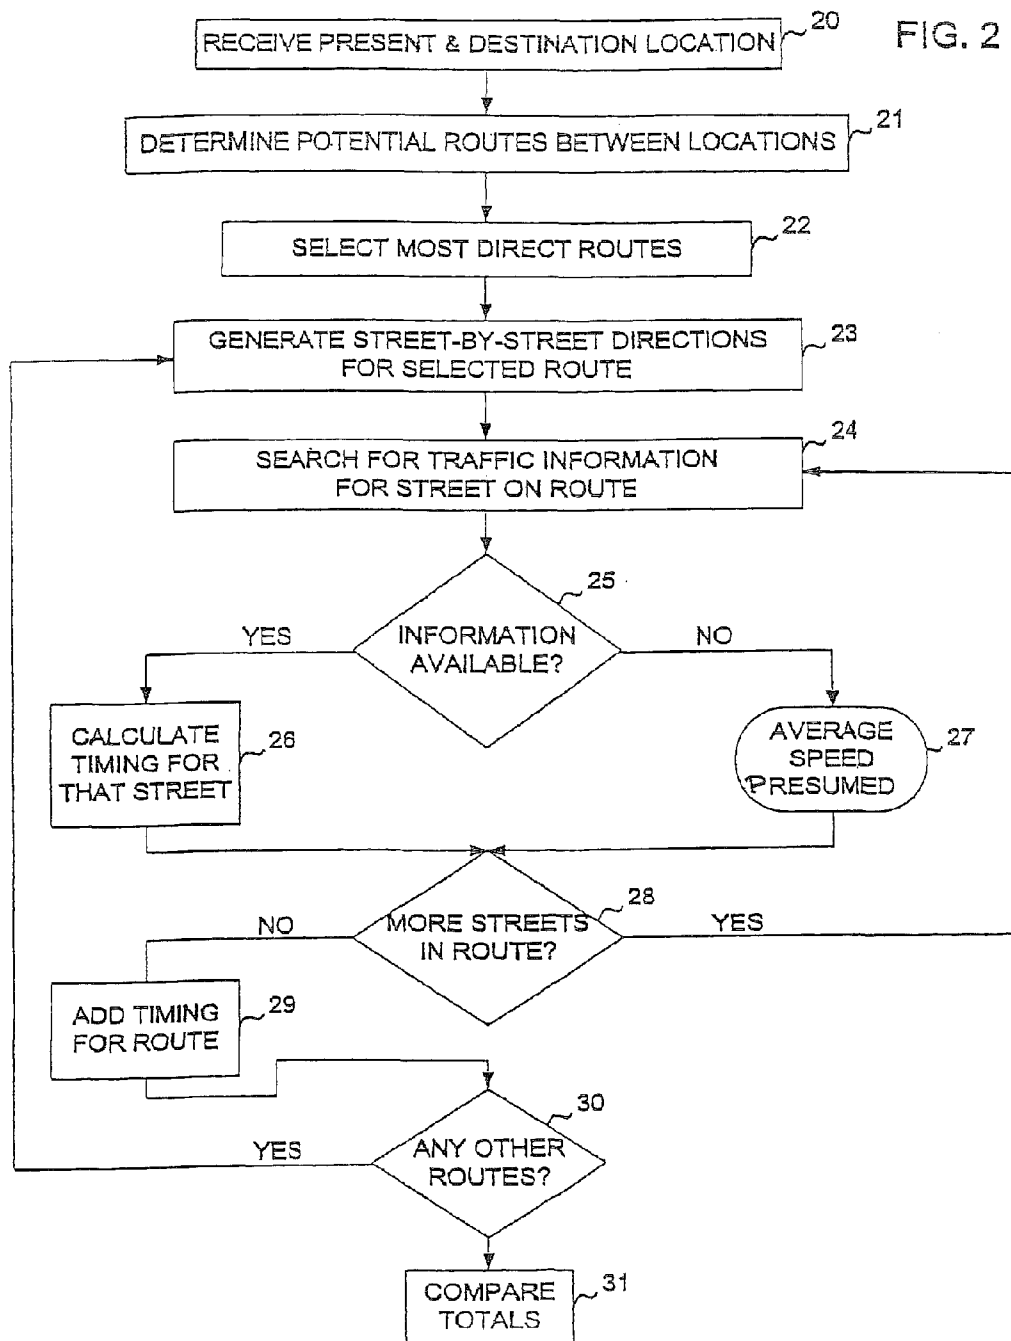 FIG. 2
RECEIVE PRESENT & DESTINATION LOCATION
20
DETERMINE POTENTIAL ROUTES BETWEEN LOCATIONS
21
SELECT MOST DIRECT ROUTES
22
GENERATE STREET-BY-STREET DIRECTIONS
FOR SELECTED ROUTE
23
SEARCH FOR TRAFFIC INFORMATION
FOR STREET ON ROUTE
24
INFORMATION
AVAILABLE?
25
YES
NO
CALCULATE
TIMING FOR
THAT STREET
26
AVERAGE
SPEED
PRESUMED
27
MORE STREETS
IN ROUTE?
28
NO
YES
ADD TIMING
FOR ROUTE
29
ANY OTHER
ROUTES?
30
YES
COMPARE
TOTALS
31